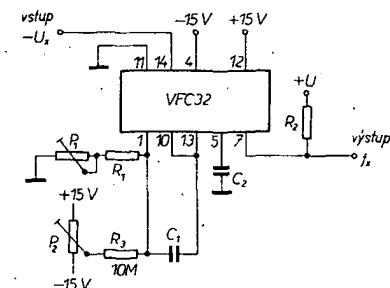 vstup
-Uₓ
-15 V
+15 V
11 14 4 12
VFC32
1 10 13 5 7
+U
R₂
výstup
fₓ
P₁
R₁
C₂
+15 V
P₂
R₃
10M
C₁
-15 V